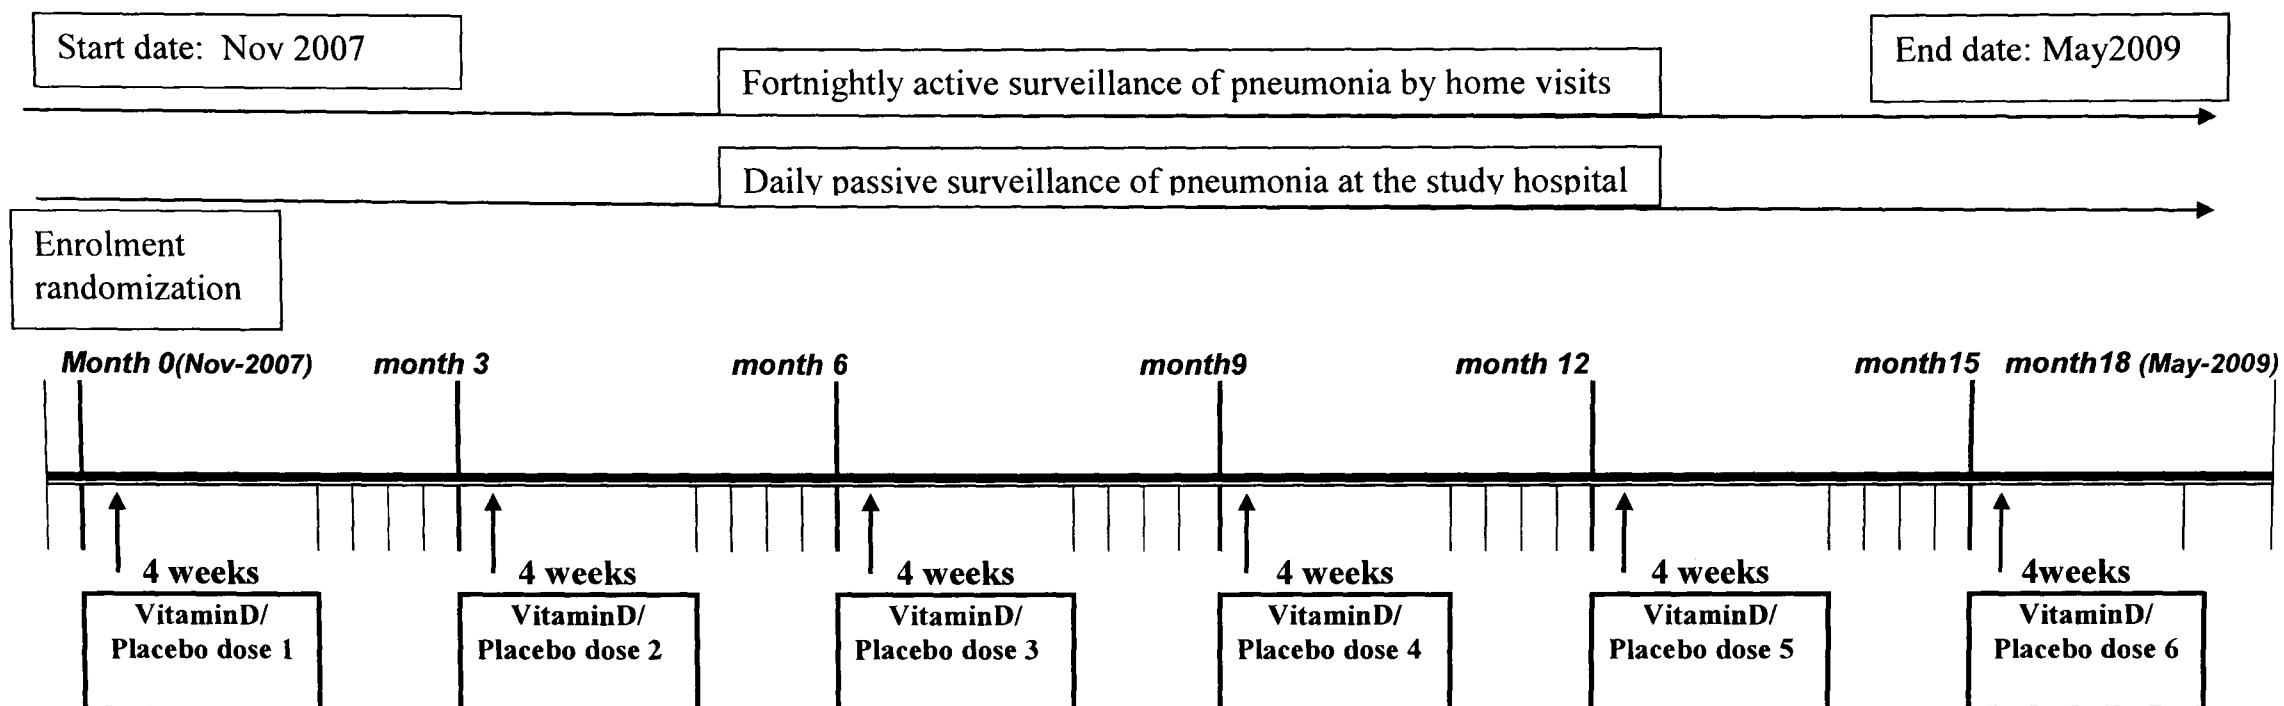 Start date: Nov 2007
End date: May2009
Fortnightly active surveillance of pneumonia by home visits
Daily passive surveillance of pneumonia at the study hospital
Enrolment
randomization
Month 0(Nov-2007)
month 3
month 6
month9
month 12
month15
month18 (May-2009)
4 weeks
4 weeks
4 weeks
4 weeks
4 weeks
4weeks
VitaminD/
Placebo dose 1
VitaminD/
Placebo dose 2
VitaminD/
Placebo dose 3
VitaminD/
Placebo dose 4
VitaminD/
Placebo dose 5
VitaminD/
Placebo dose 6